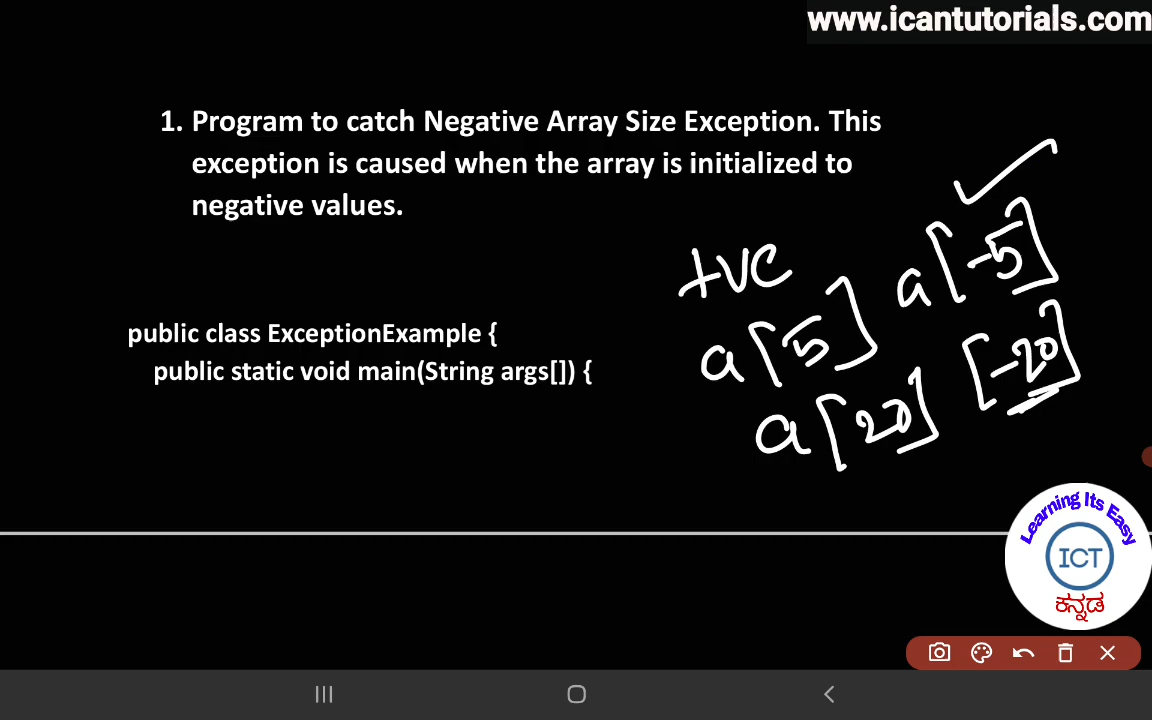 www.icantutorials.com
1. Program to catch Negative Array Size Exception. This
exception is caused when the array is initialized to
negative values.
+ve
a[5]
a[-5]
a[20]
[-20]
public class ExceptionExample {
public static void main(String args[]) {
Learning Its Easy
ICT
ಕನ್ನಡ